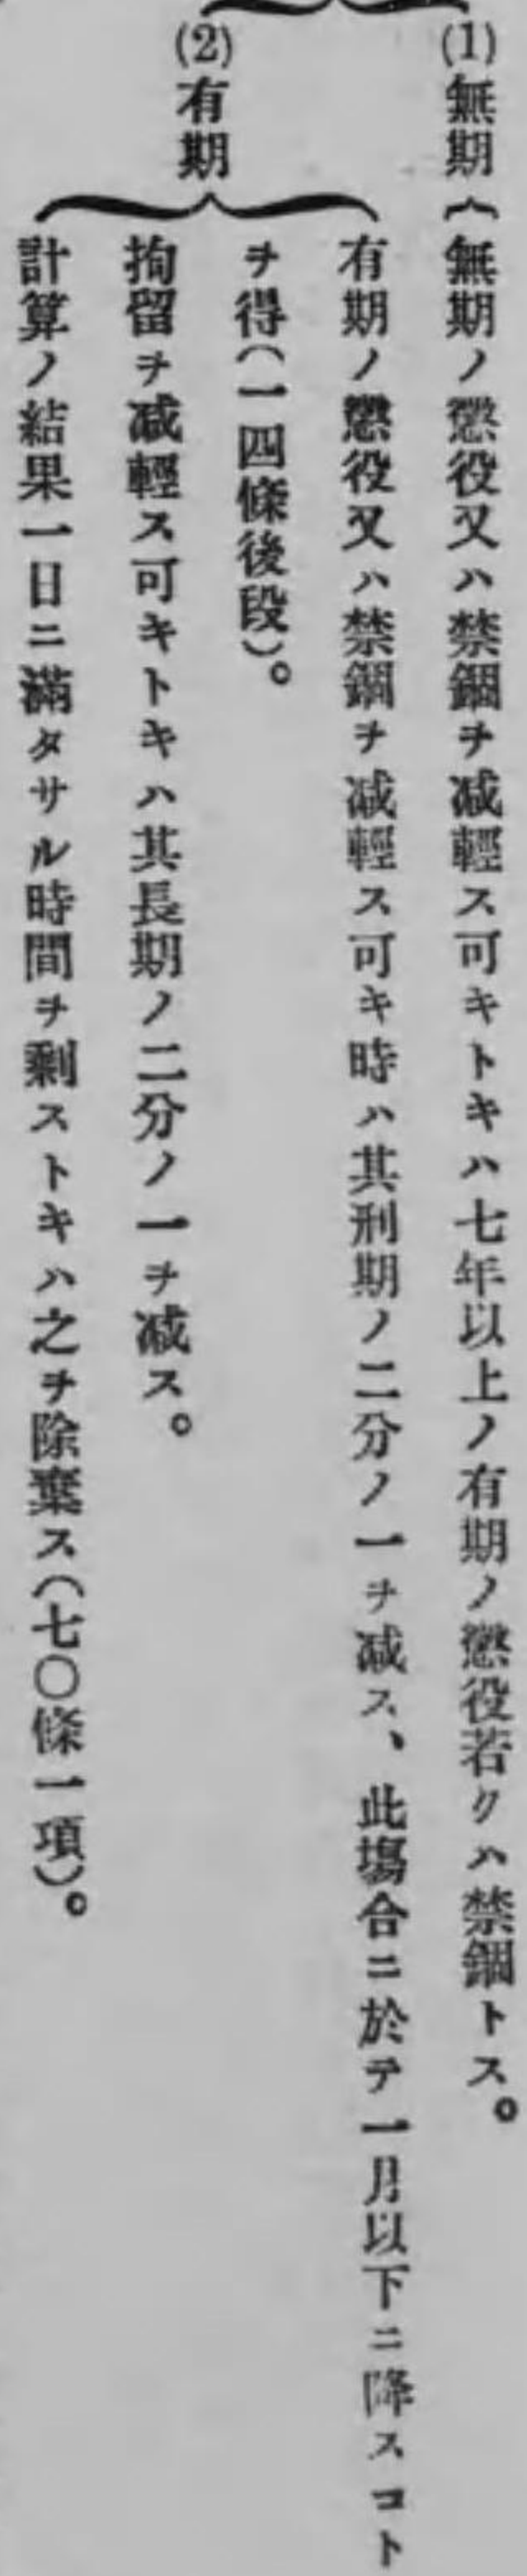 (1)無期{無期ノ懲役又ハ禁錮ヲ减輕ス可キトキハ七年以上ノ有期ノ懲役若クハ禁錮トス。
(2)有期
有期ノ懲役又ハ禁錮ヲ减輕ス可キ時ハ其刑期ノ二分ノ一ヲ减ス、此塲合ニ於テ一月以下ニ降スコト
ヲ得(一四條後段)。
拘留ヲ减輕ス可キトキハ其長期ノ二分ノ一ヲ减ス。
計算ノ結果一日ニ滿タサル時間ヲ剩ストキハ之ヲ除棄ス(七〇條一項)。